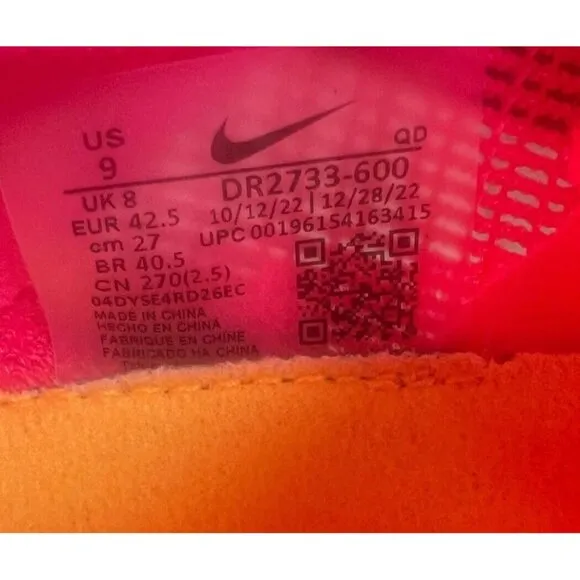 US
9
QD
UK 8
DR2733-600
EUR 42.5
10/12/22 | 12/28/22
cm 27
UPC 00196154163415
BR 40.5
CN 270(2.5)
04DYSE4RD26EC
MADE IN CHINA
HECHO EN CHINA
FABRIQUÉ EN CHINE
FABRICADO NA CHINA